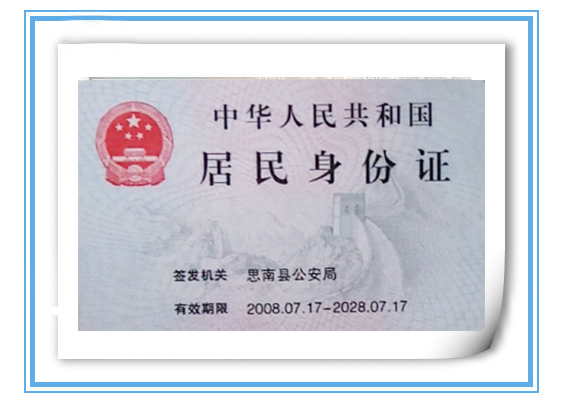 中华人民共和国
居民身份证
签发机关 思南县公安局
有效期限 2008.07.17-2028.07.17